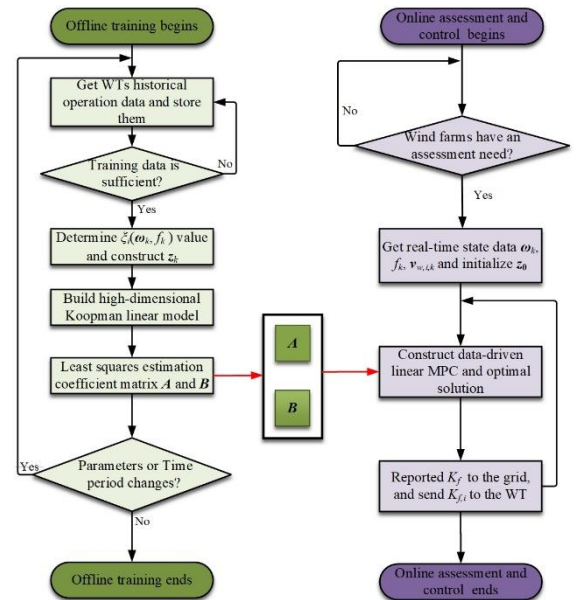 Offline training begins
Get WTs historical
operation data and store
them
No
Training data is
sufficient?
Yes
Determine ξᵢ(ωₖ, fₖ) value
and construct zₖ
Build high-dimensional
Koopman linear model
Least squares estimation
coefficient matrix A and B
Yes
Parameters or Time
period changes?
No
Offline training ends
A
B
Online assessment and
control begins
No
Wind farms have an
assessment need?
Yes
Get real-time state data ωₖ,
fₖ, v_{w,i,k} and initialize z₀
Construct data-driven
linear MPC and optimal
solution
Reported K_f to the grid,
and send K_{f,i} to the WT
Online assessment and
control ends